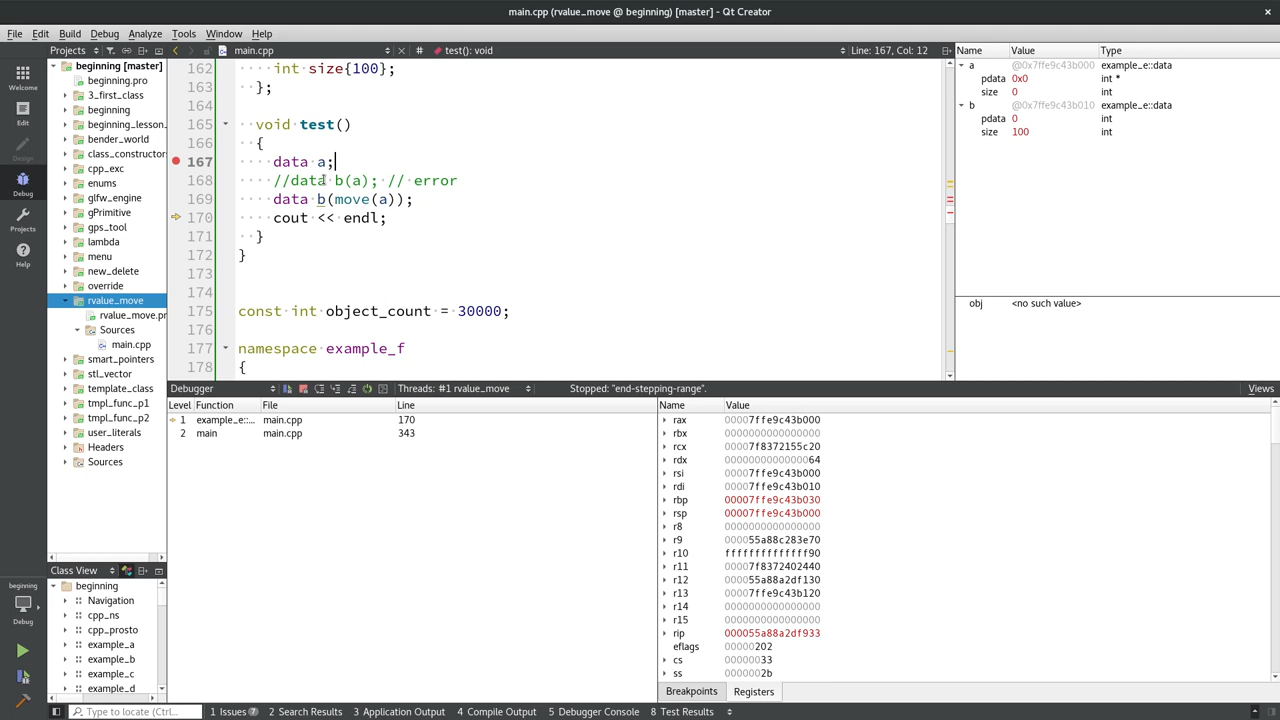 main.cpp (rvalue_move @ beginning) [master] - Qt Creator
File Edit Build Debug Analyze Tools Window Help
Projects main.cpp # test(): void Line: 167, Col: 12
Name Value Type
a @0x7ffe9c43b000 example_e::data
pdata 0x0 int *
size 0 int
b @0x7ffe9c43b010 example_e::data
pdata 0 int
size 100 int
obj <no such value>
Welcome
Edit
Design
Debug
Projects
Help
beginning
Debug
beginning [master]
beginning.pro
3_first_class
beginning
beginning_lesson_
bender_world
class_constructor
cpp_exc
enums
glfw_engine
gPrimitive
gps_tool
lambda
menu
new_delete
override
rvalue_move
rvalue_move.pr
Sources
main.cpp
smart_pointers
stl_vector
template_class
tmpl_func_p1
tmpl_func_p2
user_literals
Headers
Sources
Class View
beginning
Navigation
cpp_ns
cpp_prosto
example_a
example_b
example_c
example_d
162 int size{100};
163 };
164
165 void test()
166 {
167 data a;
168 //data b(a); // error
169 data b(move(a));
170 cout << endl;
171 }
172 }
173
174
175 const int object_count = 30000;
176
177 namespace example_f
178 {
Debugger Threads: #1 rvalue_move Stopped: "end-stepping-range". Views
Level Function File Line
1 example_e::... main.cpp 170
2 main main.cpp 343
Name Value
rax 00007ffe9c43b000
rbx 0000000000000000
rcx 00007f8372155c20
rdx 0000000000000064
rsi 00007ffe9c43b000
rdi 00007ffe9c43b010
rbp 00007ffe9c43b030
rsp 00007ffe9c43b000
r8 0000000000000000
r9 000055a88c283e70
r10 ffffffffffffff90
r11 00007f8372402440
r12 000055a88a2df130
r13 00007ffe9c43b120
r14 0000000000000000
r15 0000000000000000
rip 000055a88a2df933
eflags 00000202
cs 00000033
ss 0000002b
Breakpoints Registers
Type to locate (Ctrl... 1 Issues 7 2 Search Results 3 Application Output 4 Compile Output 5 Debugger Console 8 Test Results